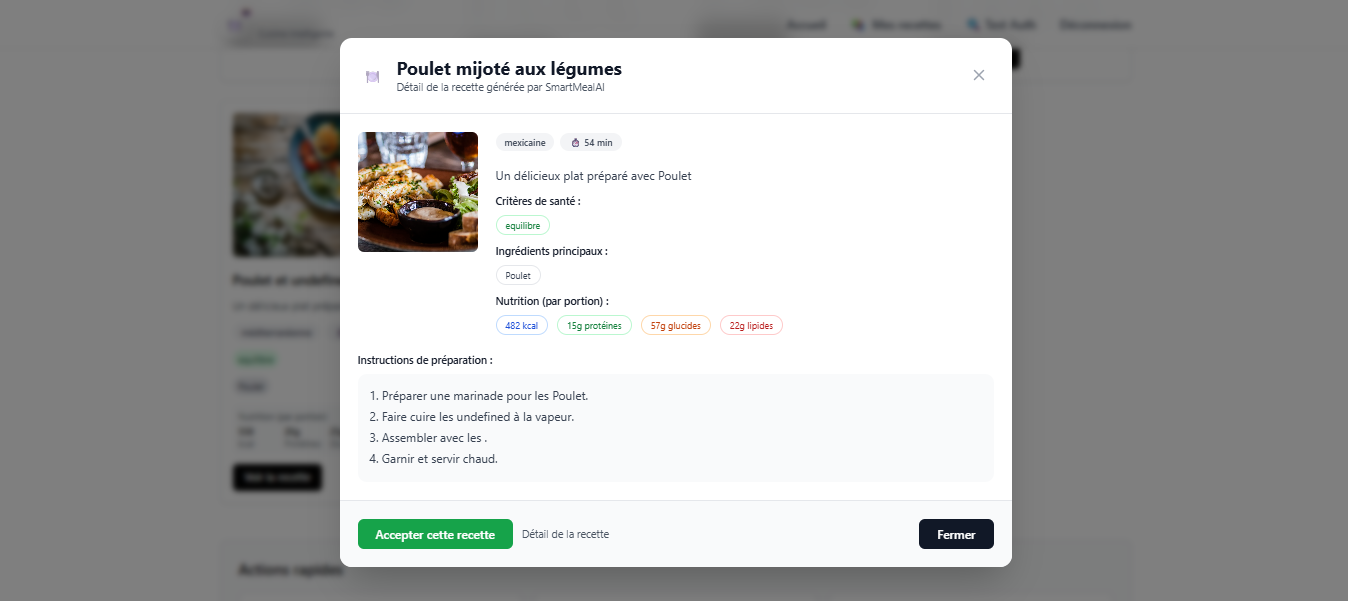 Accueil
Mes recettes
Test Auth
Déconnexion
Poulet mijoté aux légumes
Détail de la recette générée par SmartMealAI
mexicaine
54 min
Un délicieux plat préparé avec Poulet
Critères de santé :
equilibre
Ingrédients principaux :
Poulet
Nutrition (par portion) :
482 kcal
15g protéines
57g glucides
22g lipides
Instructions de préparation :
1. Préparer une marinade pour les Poulet.
2. Faire cuire les undefined à la vapeur.
3. Assembler avec les .
4. Garnir et servir chaud.
Accepter cette recette
Détail de la recette
Fermer
Poulet et undefined
Voir la recette
Actions rapides